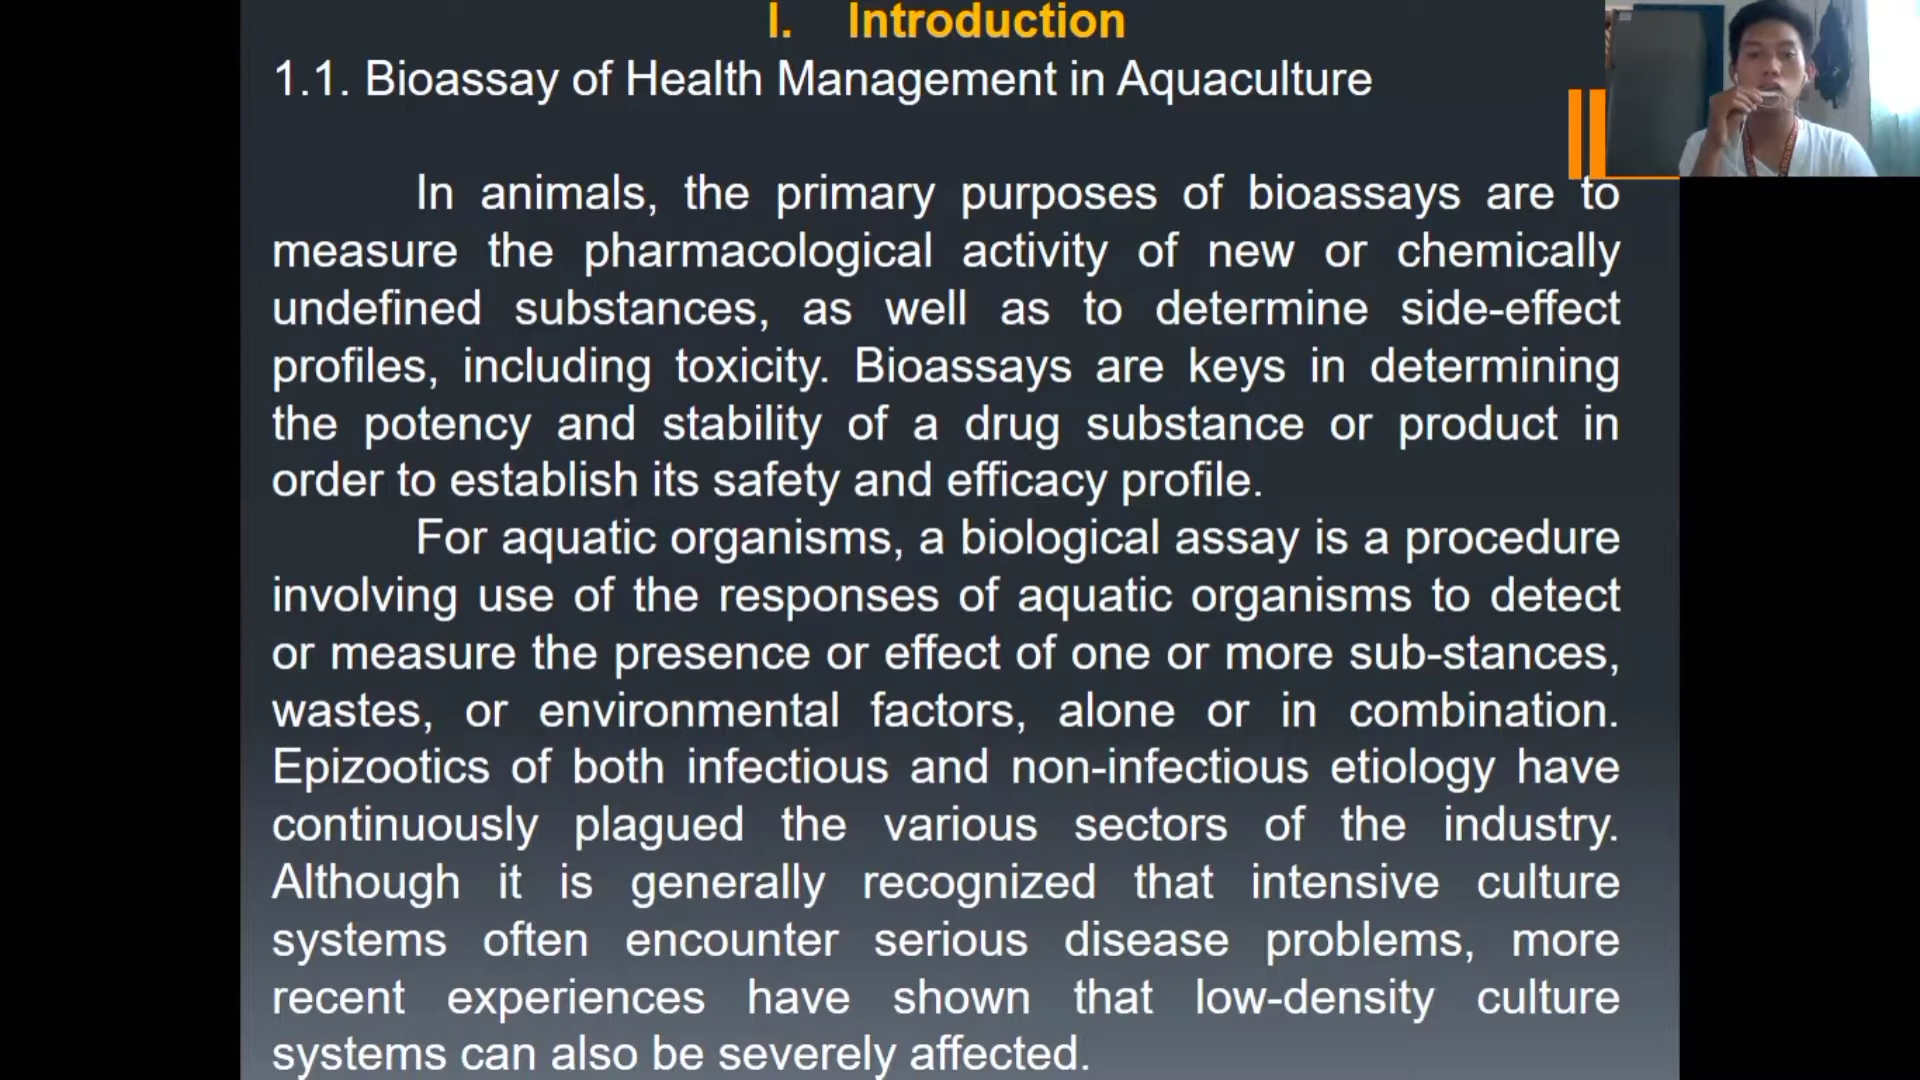 I. Introduction
1.1. Bioassay of Health Management in Aquaculture
In animals, the primary purposes of bioassays are to
measure the pharmacological activity of new or chemically
undefined substances, as well as to determine side-effect
profiles, including toxicity. Bioassays are keys in determining
the potency and stability of a drug substance or product in
order to establish its safety and efficacy profile.
For aquatic organisms, a biological assay is a procedure
involving use of the responses of aquatic organisms to detect
or measure the presence or effect of one or more sub-stances,
wastes, or environmental factors, alone or in combination.
Epizootics of both infectious and non-infectious etiology have
continuously plagued the various sectors of the industry.
Although it is generally recognized that intensive culture
systems often encounter serious disease problems, more
recent experiences have shown that low-density culture
systems can also be severely affected.